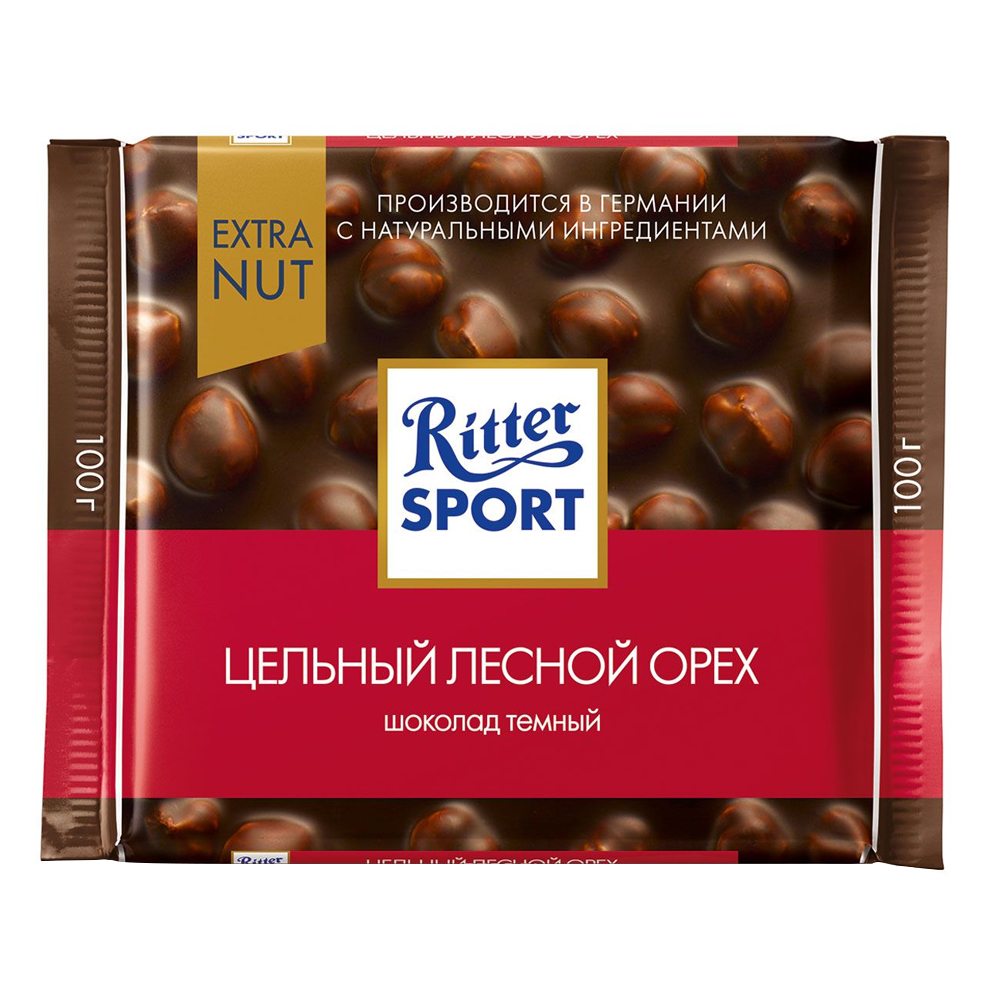 SPORT
ЦЕЛЬНЫЙ ЛЕСНОЙ ОРЕХ
ПРОИЗВОДИТСЯ В ГЕРМАНИИ
С НАТУРАЛЬНЫМИ ИНГРЕДИЕНТАМИ
EXTRA
NUT
Ritter
SPORT
100г
100г
ЦЕЛЬНЫЙ ЛЕСНОЙ ОРЕХ
шоколад темный
Ritter
ЦЕЛЬНЫЙ ЛЕСНОЙ ОРЕХ